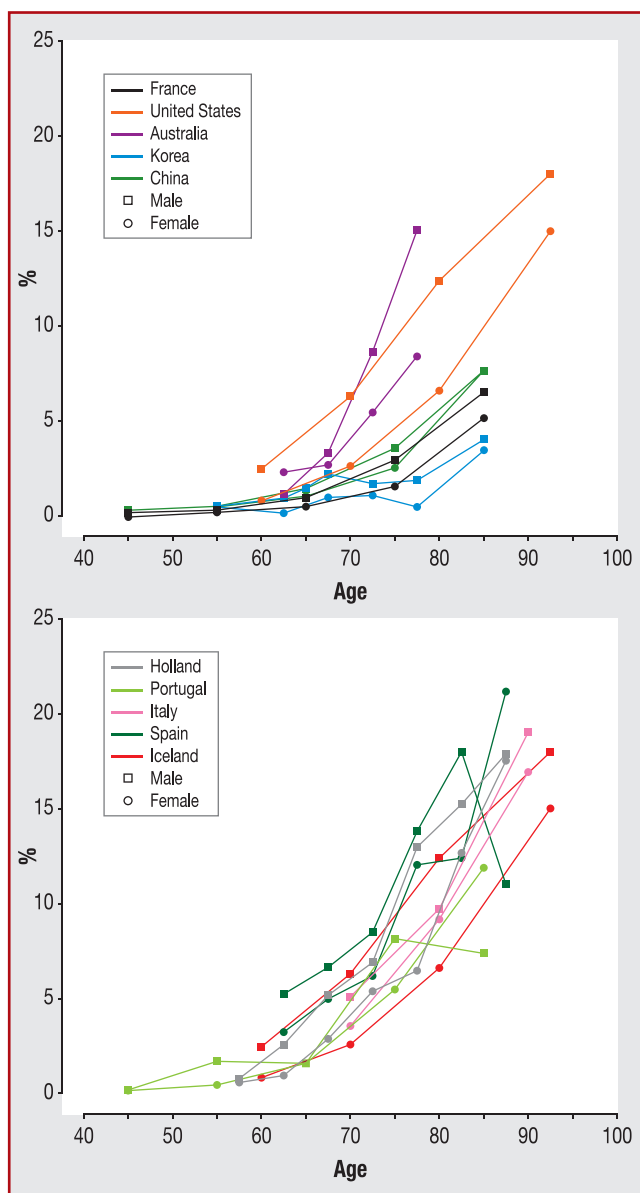 25
20
15
10
5
0
%
France
United States
Australia
Korea
China
Male
Female
40 50 60 70 80 90 100
Age
25
20
15
10
5
0
%
Holland
Portugal
Italy
Spain
Iceland
Male
Female
40 50 60 70 80 90 100
Age